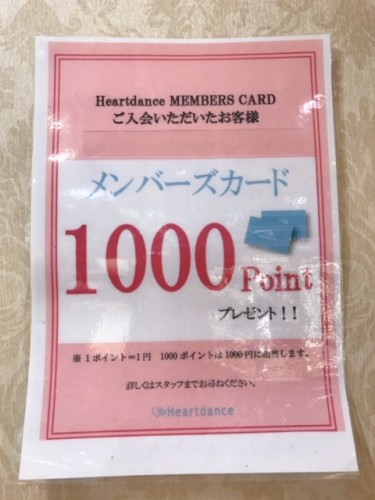 Heartdance MEMBERS CARD
ご入会いただいたお客様
メンバーズカード
1000 Point
プレゼント！！
※１ポイント＝1円　1000ポイントは1000円に相当します。
詳しくはスタッフまでお尋ねください。
Heartdance